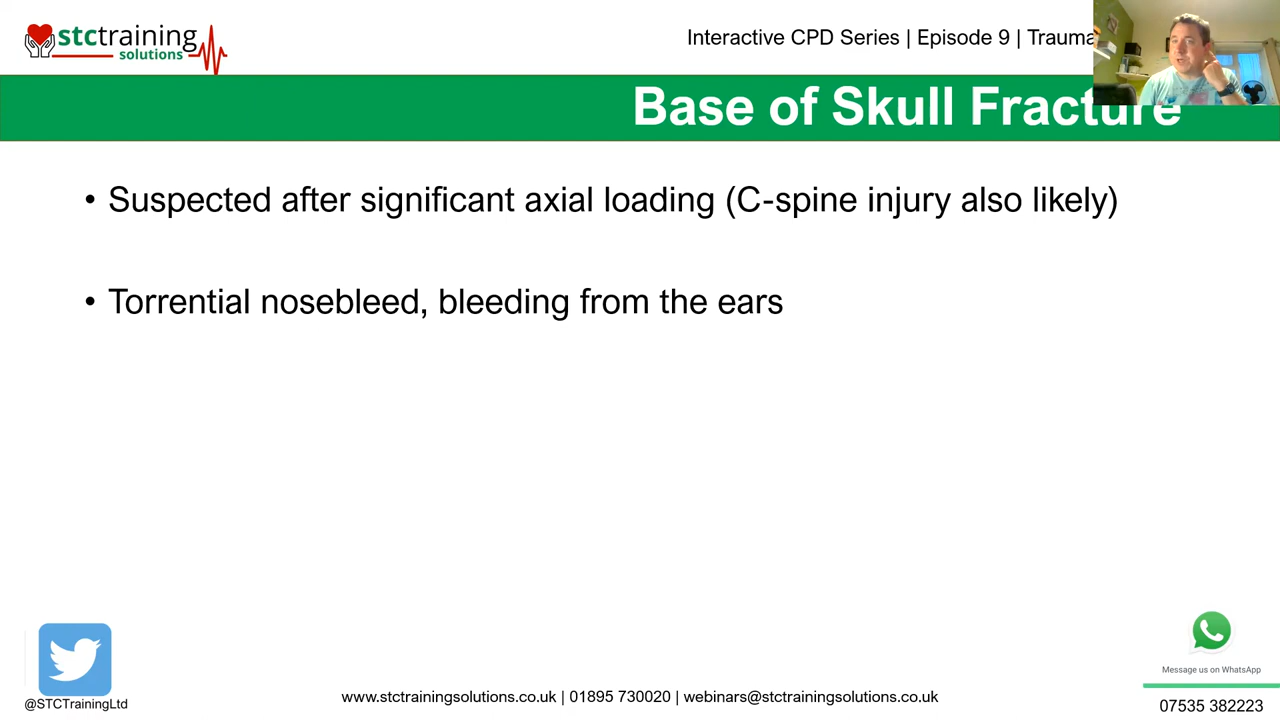 stctraining
solutions
Interactive CPD Series | Episode 9 | Trauma
Base of Skull Fracture
• Suspected after significant axial loading (C-spine injury also likely)
• Torrential nosebleed, bleeding from the ears
@STCTrainingLtd
www.stctrainingsolutions.co.uk | 01895 730020 | webinars@stctrainingsolutions.co.uk
Message us on WhatsApp
07535 382223